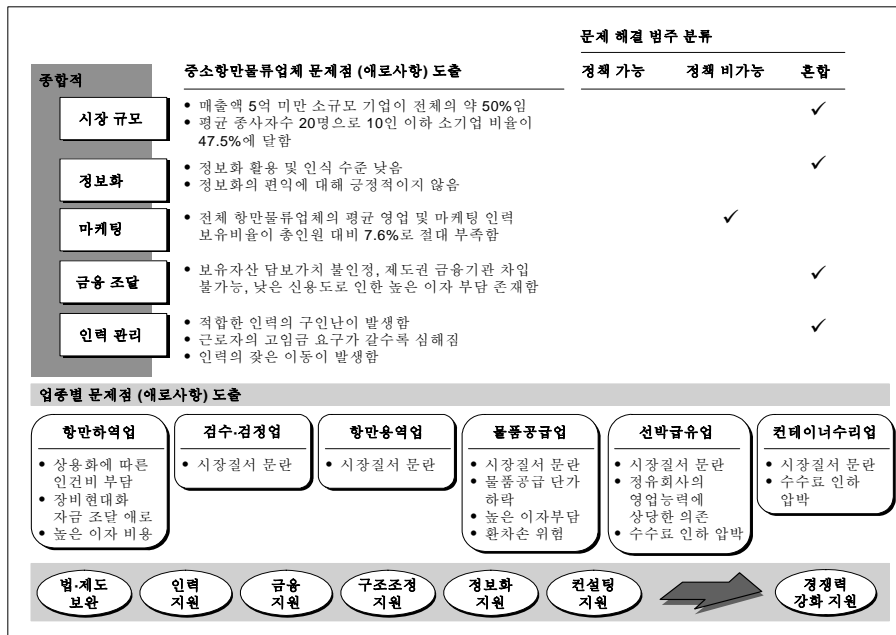 문제 해결 범주 분류
종합적
중소항만물류업체 문제점 (애로사항) 도출
정책 가능
정책 비가능
혼합
시장 규모
• 매출액 5억 미만 소규모 기업이 전체의 약 50%임
• 평균 종사자수 20명으로 10인 이하 소기업 비율이
47.5%에 달함
✓
정보화
• 정보화 활용 및 인식 수준 낮음
• 정보화의 편익에 대해 긍정적이지 않음
✓
마케팅
• 전체 항만물류업체의 평균 영업 및 마케팅 인력
보유비율이 총인원 대비 7.6%로 절대 부족함
✓
금융 조달
• 보유자산 담보가치 불인정, 제도권 금융기관 차입
불가능, 낮은 신용도로 인한 높은 이자 부담 존재함
✓
인력 관리
• 적합한 인력의 구인난이 발생함
• 근로자의 고임금 요구가 갈수록 심해짐
• 인력의 잦은 이동이 발생함
✓
업종별 문제점 (애로사항) 도출
항만하역업
• 상용화에 따른
인건비 부담
• 장비현대화
자금 조달 애로
• 높은 이자 비용
검수·검정업
• 시장질서 문란
항만용역업
• 시장질서 문란
물품공급업
• 시장질서 문란
• 물품공급 단가
하락
• 높은 이자부담
• 환차손 위험
선박급유업
• 시장질서 문란
• 정유회사의
영업능력에
상당한 의존
• 수수료 인하 압박
컨테이너수리업
• 시장질서 문란
• 수수료 인하
압박
법·제도
보완
인력
지원
금융
지원
구조조정
지원
정보화
지원
컨설팅
지원
경쟁력
강화 지원